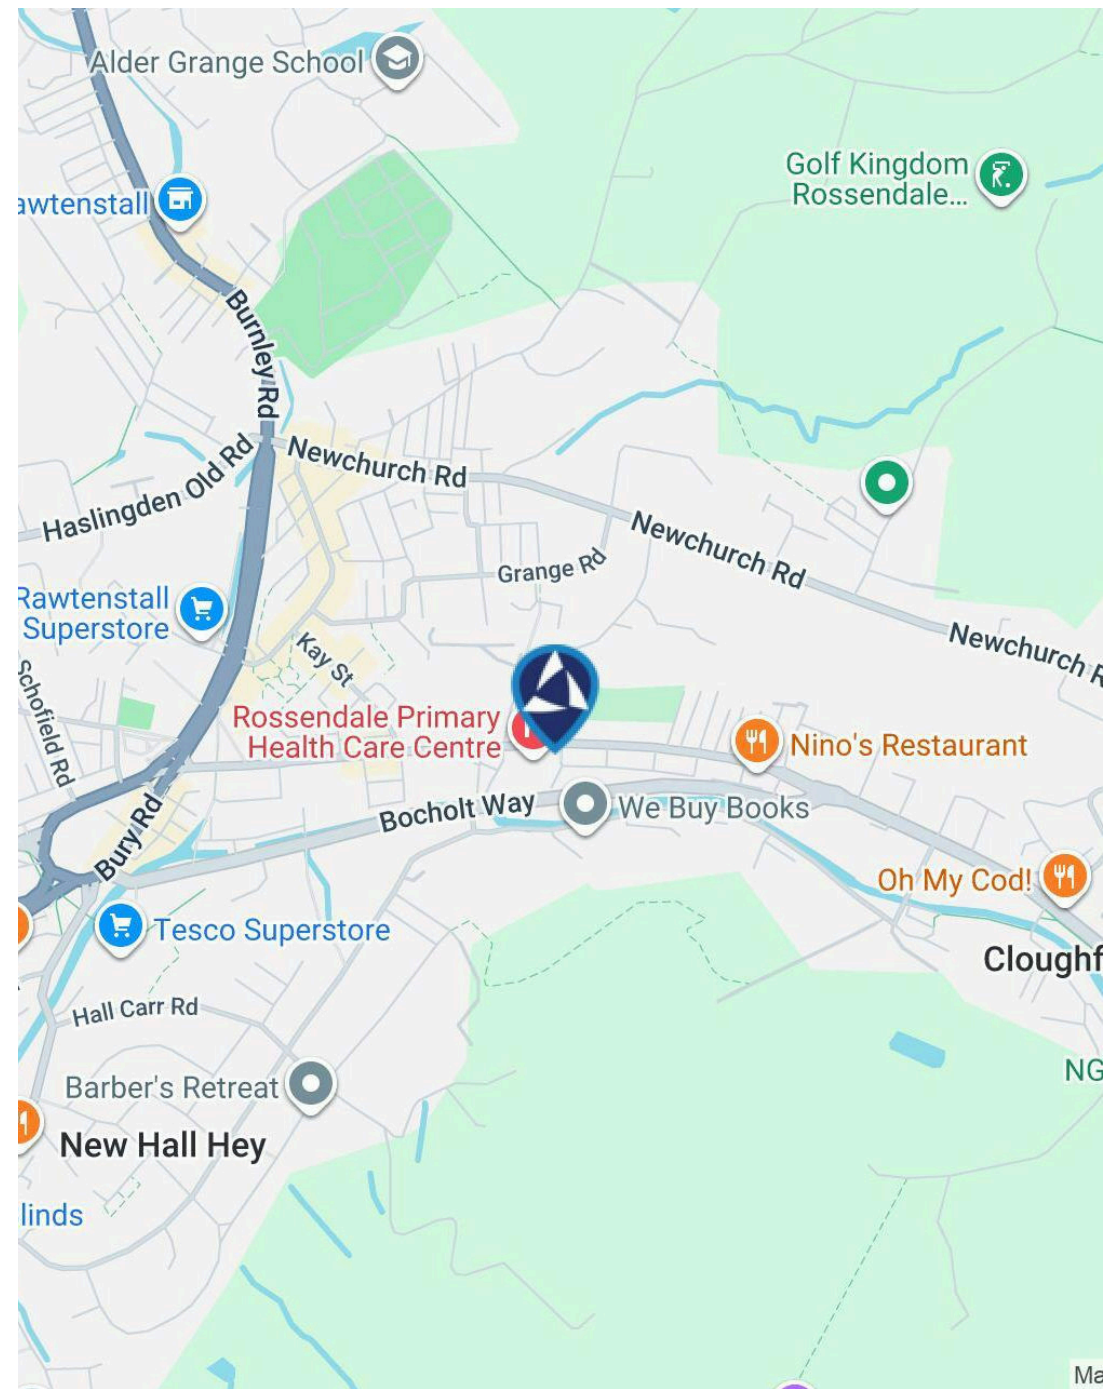 Alder Grange School
Golf Kingdom
Rossendale...
awtenstall
Burnley Rd
Newchurch Rd
Haslingden Old Rd
Newchurch Rd
Grange Rd
Rawtenstall
Superstore
Newchurch R
Kay St
Schofield Rd
Rossendale Primary
Health Care Centre
Nino's Restaurant
Bocholt Way
We Buy Books
Bury Rd
Oh My Cod!
Tesco Superstore
Cloughf
Hall Carr Rd
NG
Barber's Retreat
New Hall Hey
linds
Ma